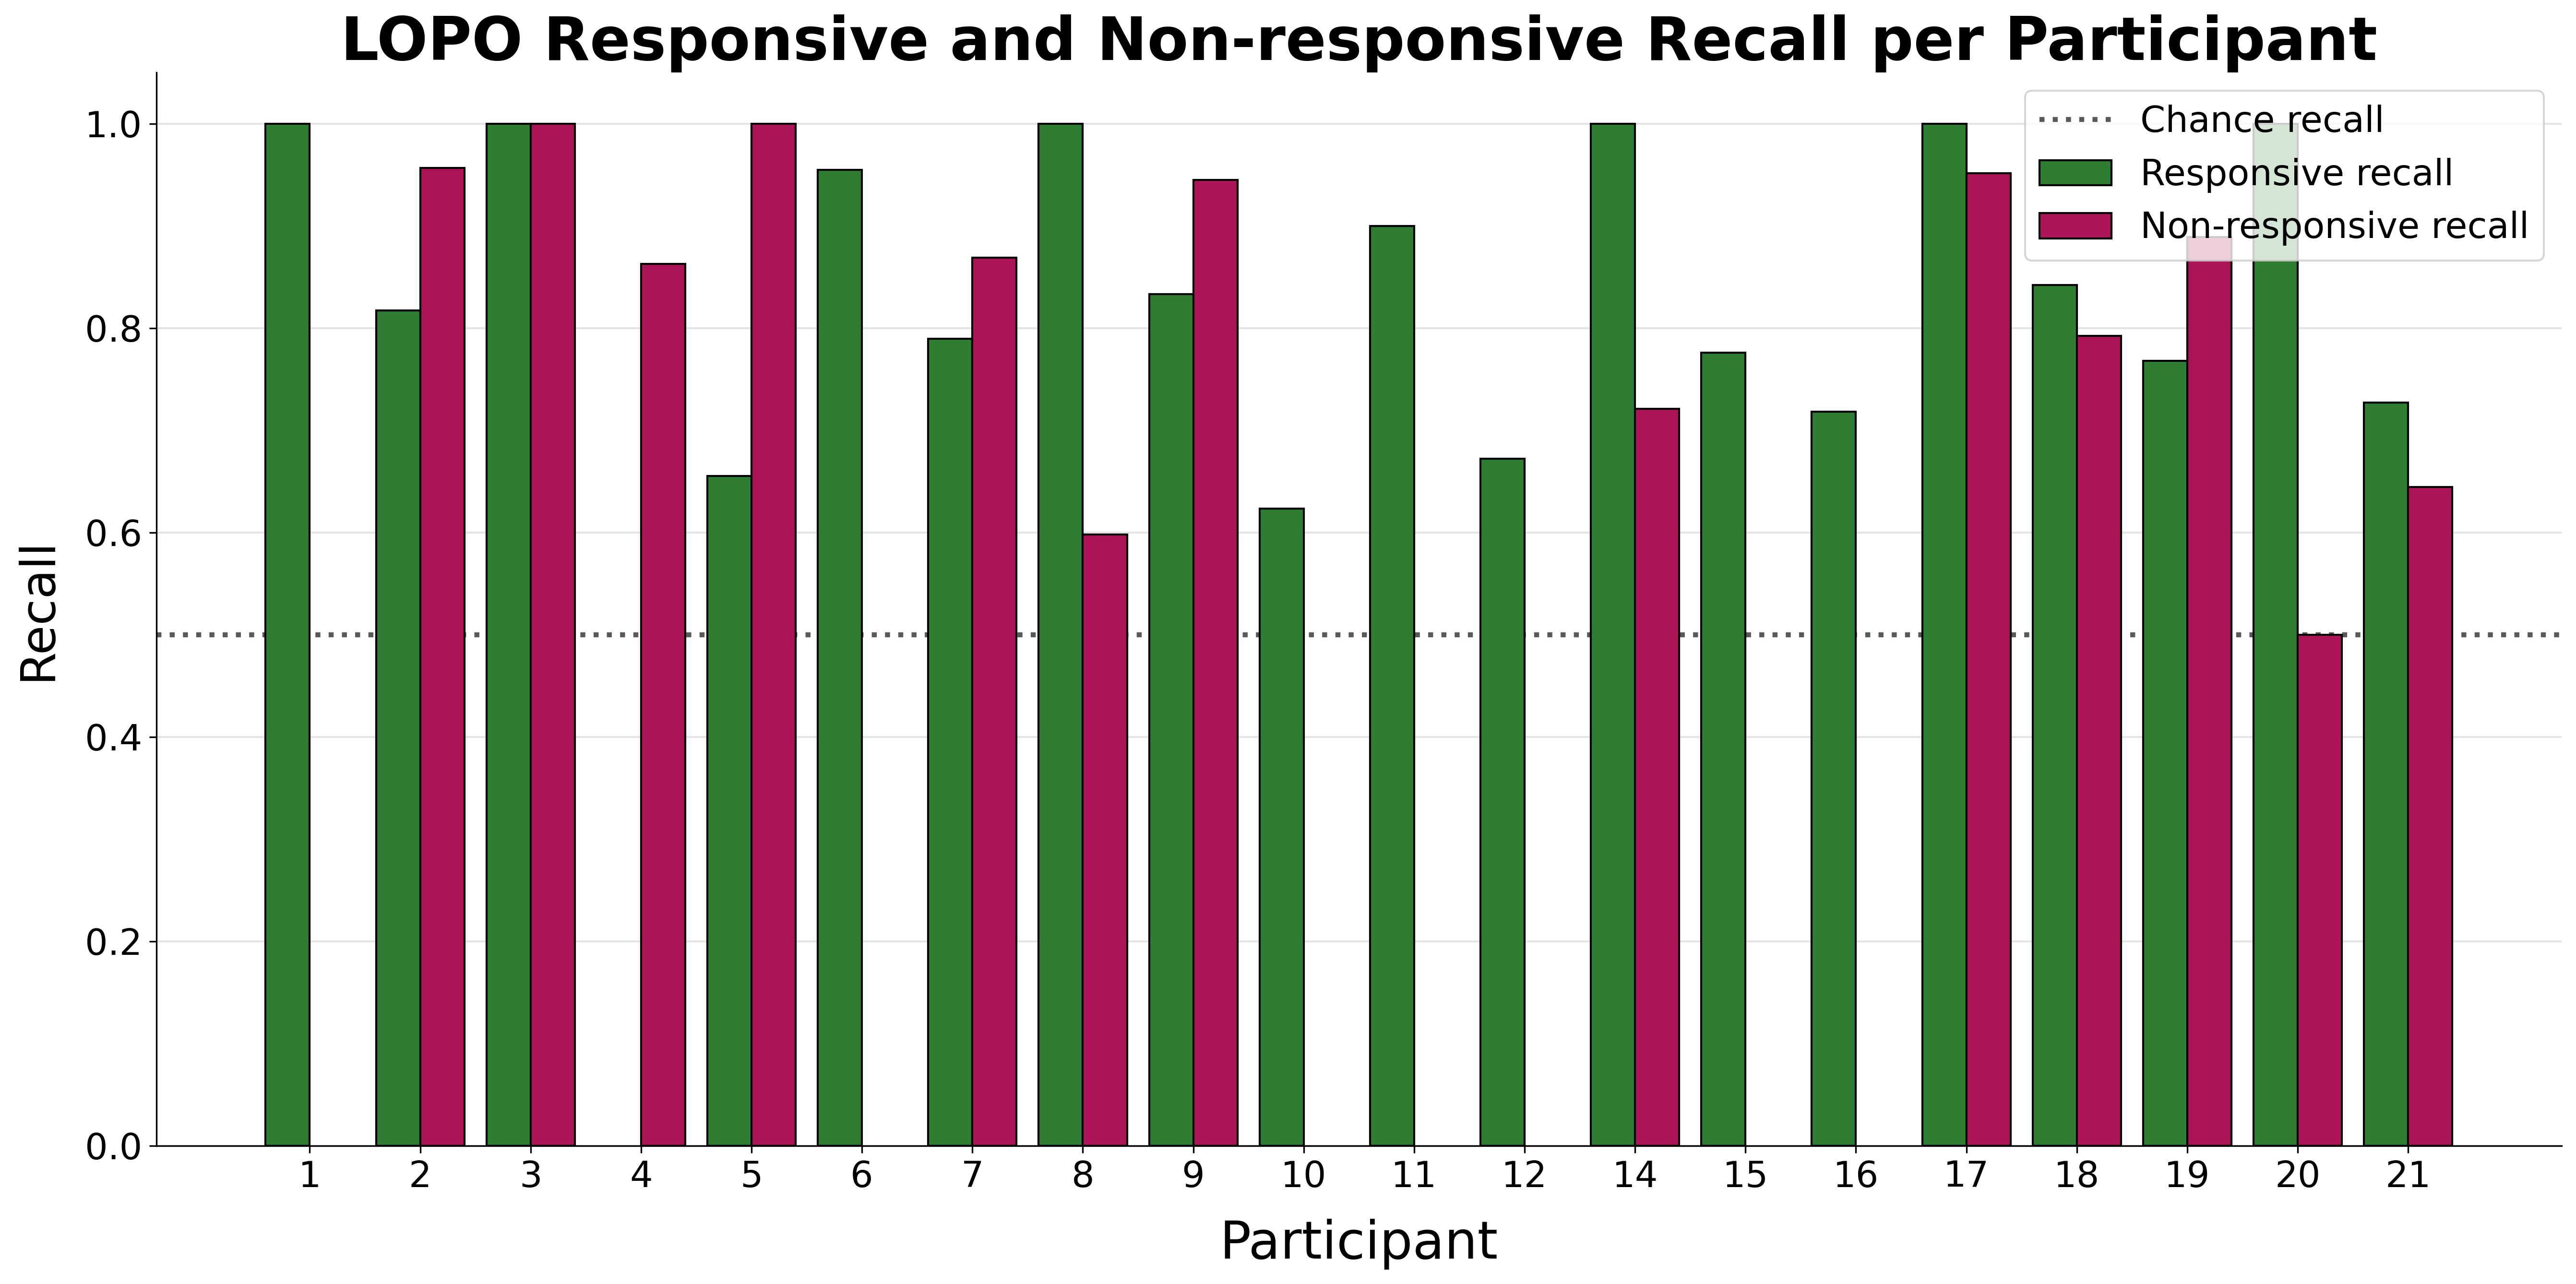 LOPO Responsive and Non-responsive Recall per Participant
Chance recall
Responsive recall
Non-responsive recall
1.0
0.8
0.6
0.4
0.2
0.0
Recall
1 2 3 4 5 6 7 8 9 10 11 12 14 15 16 17 18 19 20 21
Participant